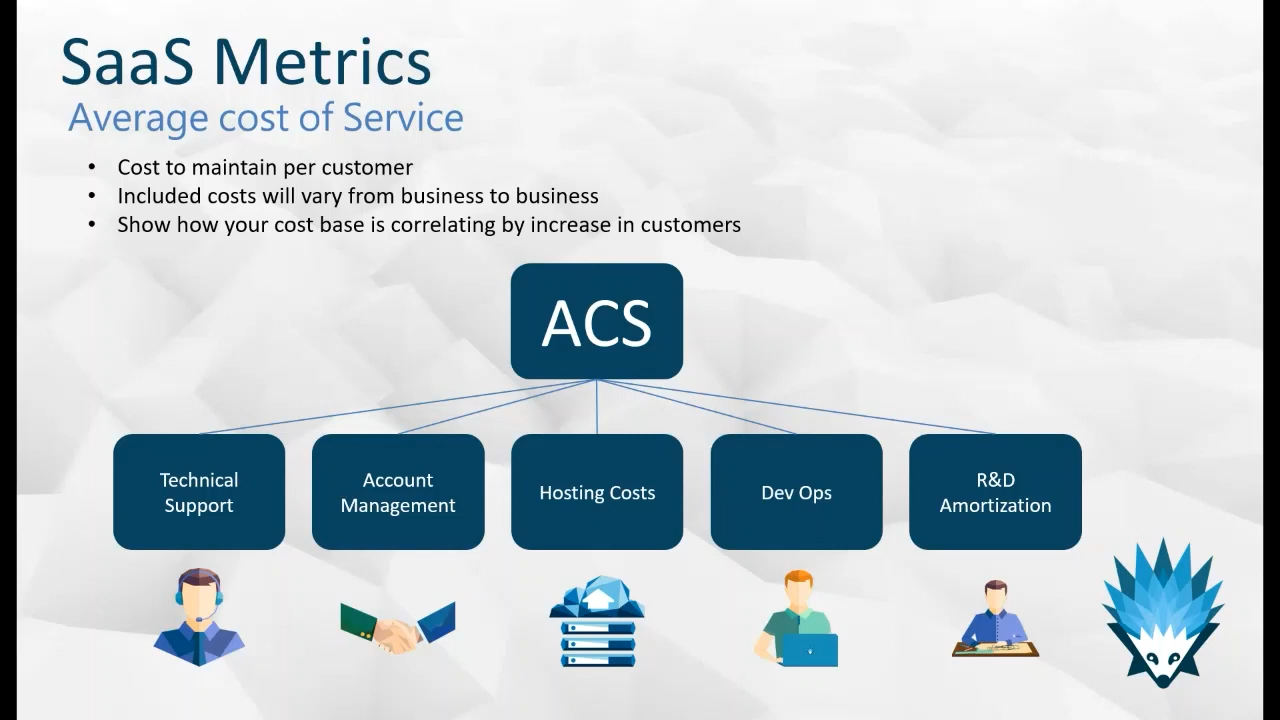 SaaS Metrics
Average cost of Service
• Cost to maintain per customer
• Included costs will vary from business to business
• Show how your cost base is correlating by increase in customers
ACS
Technical
Support
Account
Management
Hosting Costs
Dev Ops
R&D
Amortization